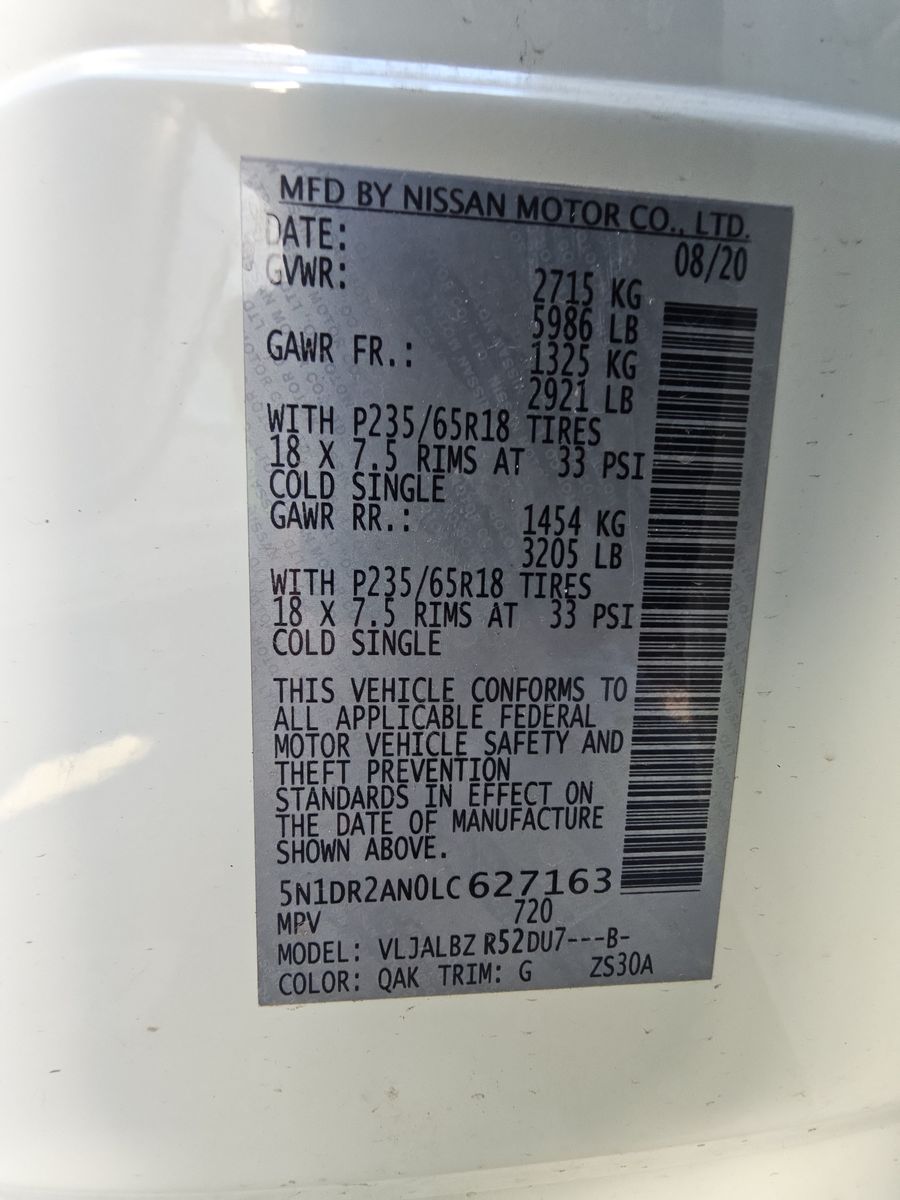 MFD BY NISSAN MOTOR CO., LTD.
DATE: 08/20
GVWR: 2715 KG
5986 LB
GAWR FR.: 1325 KG
2921 LB
WITH P235/65R18 TIRES
18 X 7.5 RIMS AT 33 PSI
COLD SINGLE
GAWR RR.: 1454 KG
3205 LB
WITH P235/65R18 TIRES
18 X 7.5 RIMS AT 33 PSI
COLD SINGLE
THIS VEHICLE CONFORMS TO
ALL APPLICABLE FEDERAL
MOTOR VEHICLE SAFETY AND
THEFT PREVENTION
STANDARDS IN EFFECT ON
THE DATE OF MANUFACTURE
SHOWN ABOVE.
5N1DR2AN0LC627163
MPV 720
MODEL: VLJALBZ R52DU7---B-
COLOR: QAK TRIM: G ZS30A